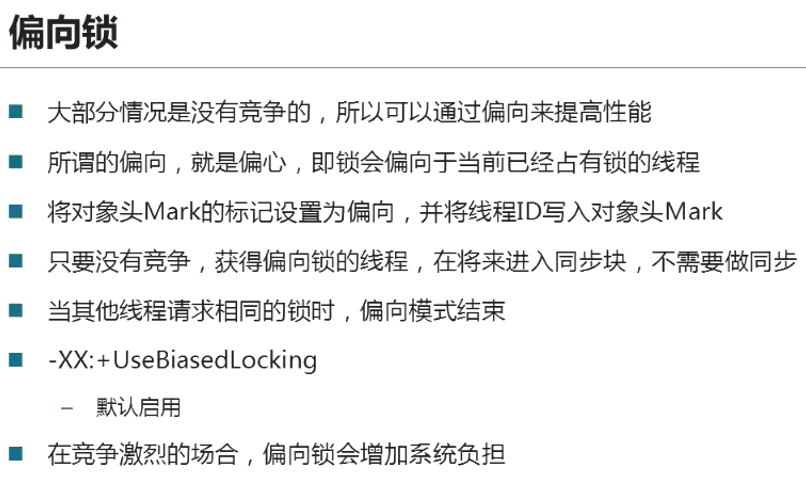 偏向锁
大部分情况是没有竞争的，所以可以通过偏向来提高性能
所谓的偏向，就是偏心，即锁会偏向于当前已经占有锁的线程
将对象头Mark的标记设置为偏向，并将线程ID写入对象头Mark
只要没有竞争，获得偏向锁的线程，在将来进入同步块，不需要做同步
当其他线程请求相同的锁时，偏向模式结束
-XX:+UseBiasedLocking
– 默认启用
在竞争激烈的场合，偏向锁会增加系统负担